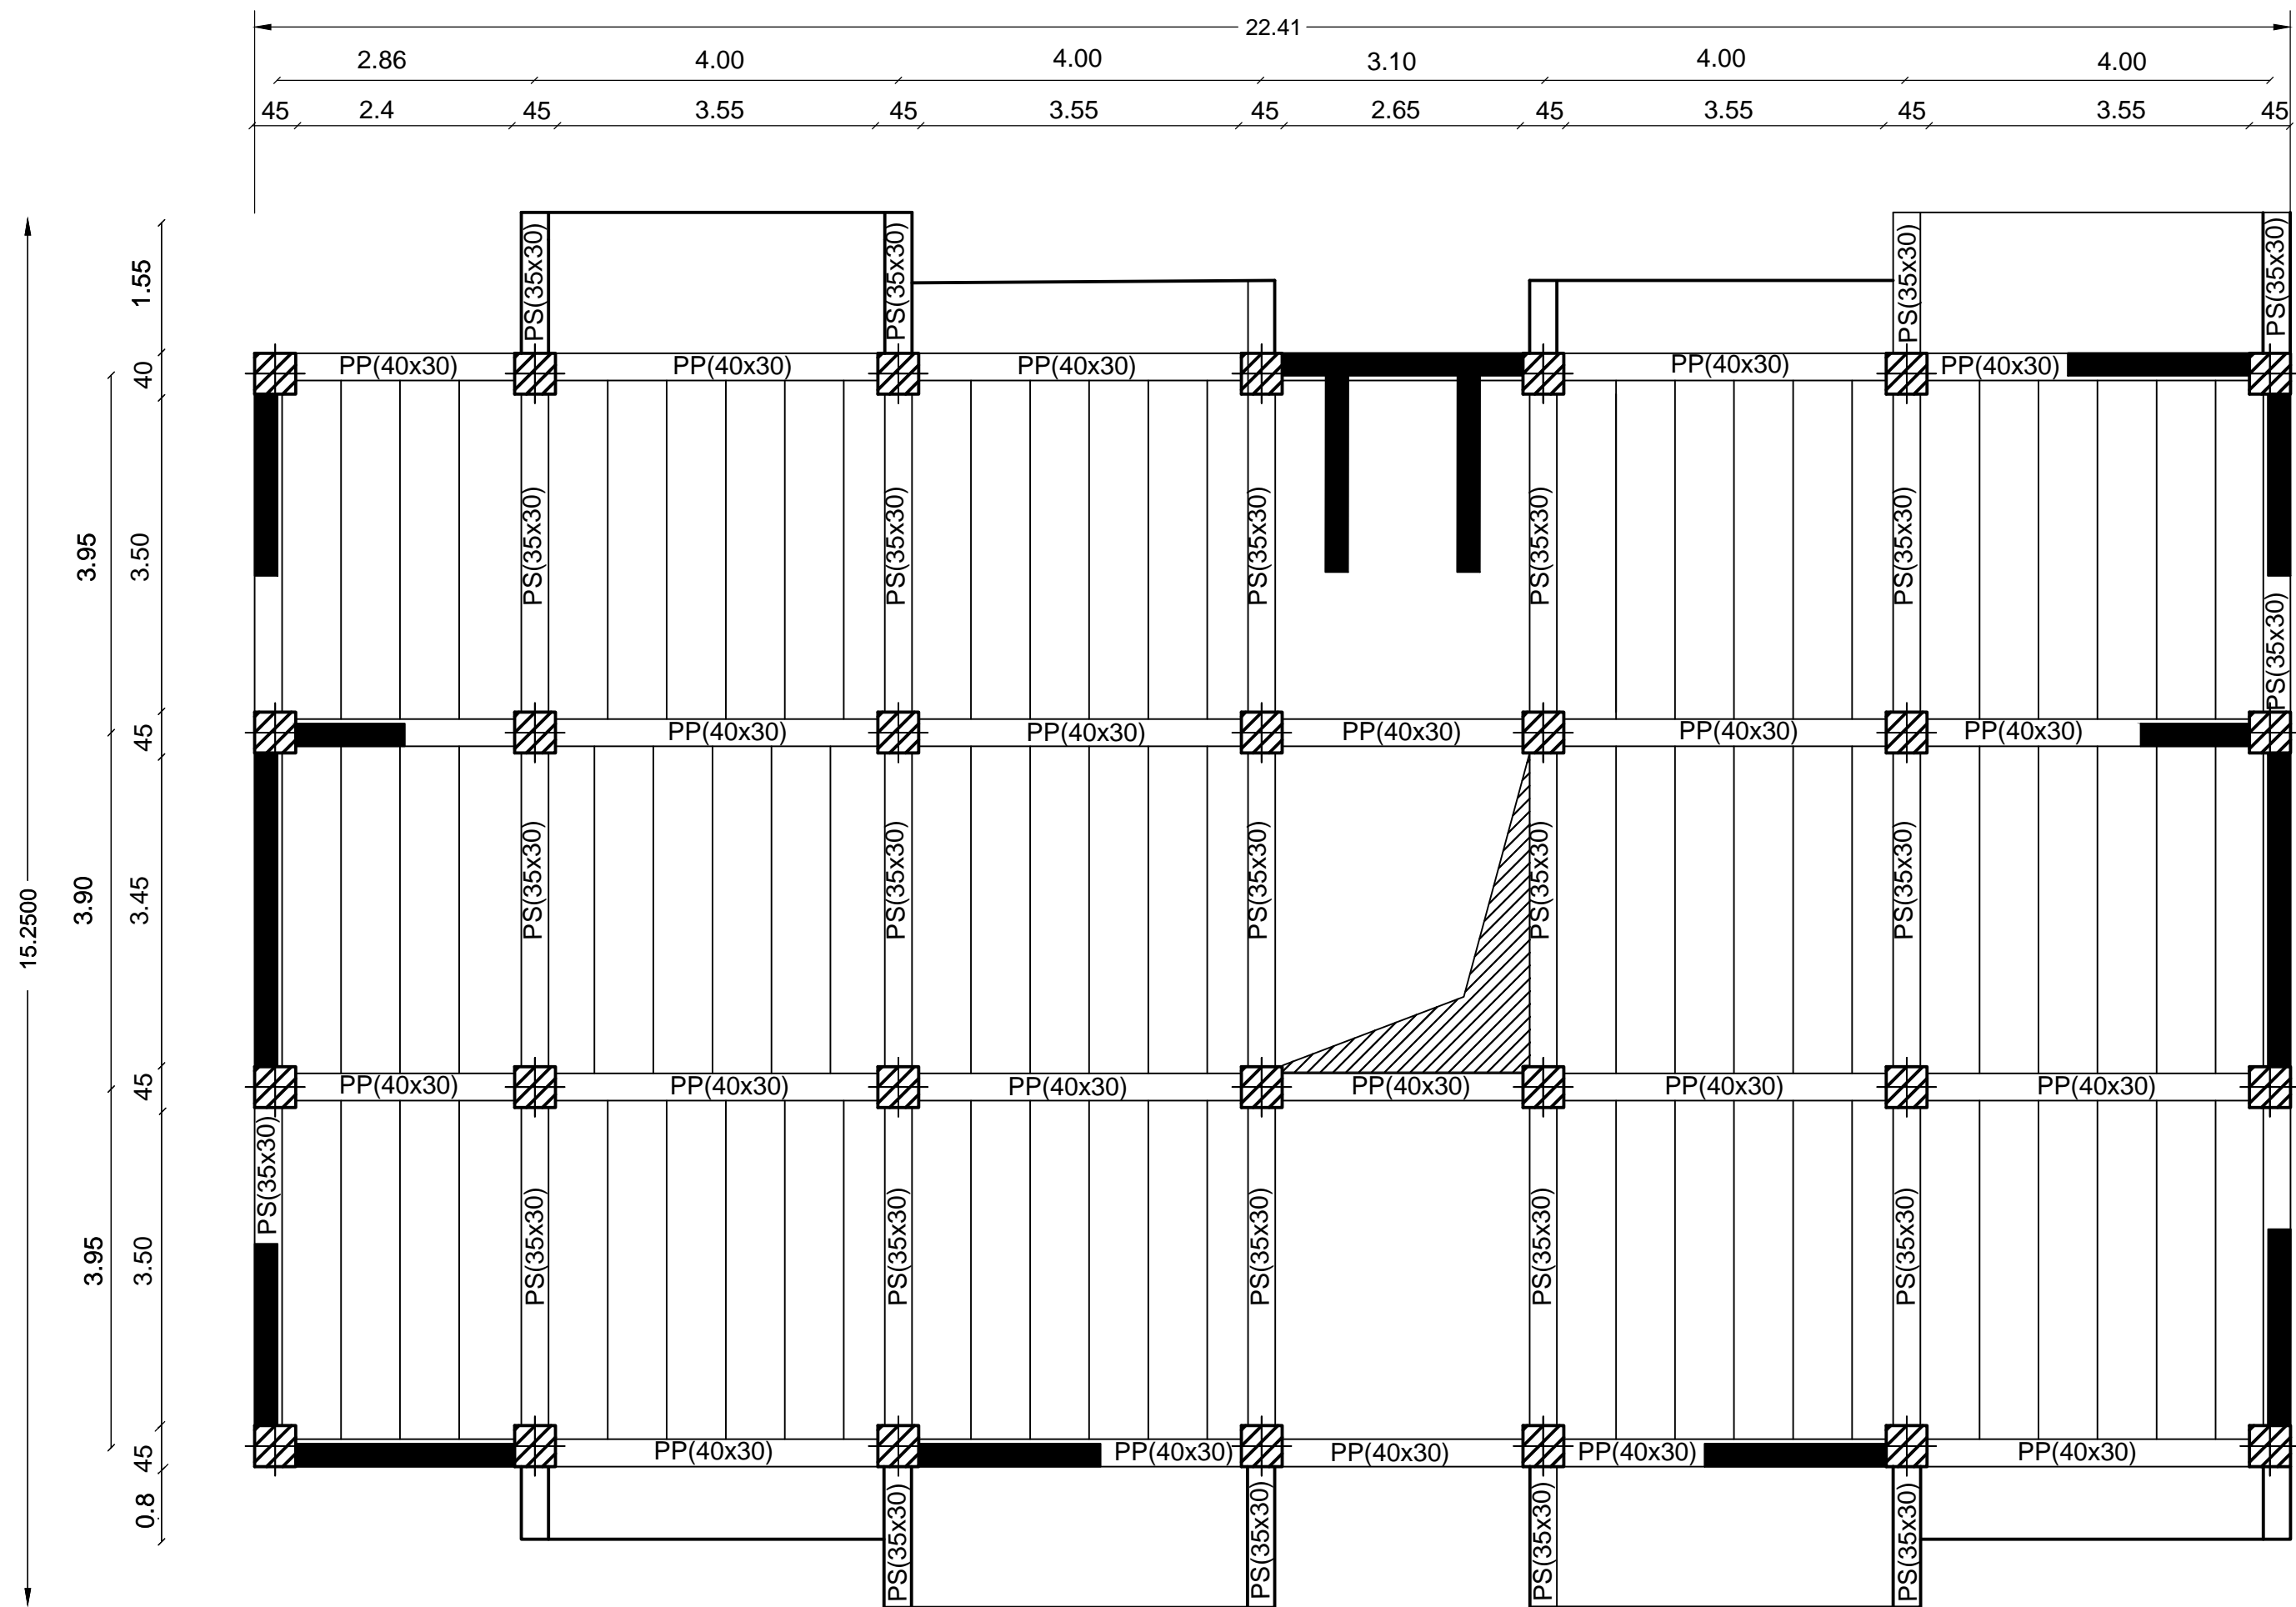 22.41
2.86 4.00 4.00 3.10 4.00 4.00
45 2.4 45 3.55 45 3.55 45 2.65 45 3.55 45 3.55 45
PS(35x30) PS(35x30) PS(35x30) PS(35x30)
1.55
PP(40x30) PP(40x30) PP(40x30) PP(40x30) PP(40x30)
40
3.95 3.50
PS(35x30) PS(35x30) PS(35x30) PS(35x30) PS(35x30) PS(35x30)
45
PP(40x30) PP(40x30) PP(40x30) PP(40x30) PP(40x30)
15.2500
3.90 3.45
PS(35x30) PS(35x30) PS(35x30) PS(35x30) PS(35x30)
45
PP(40x30) PP(40x30) PP(40x30) PP(40x30) PP(40x30) PP(40x30)
PS(35x30)
3.95 3.50
PS(35x30) PS(35x30) PS(35x30) PS(35x30) PS(35x30)
45
PP(40x30) PP(40x30) PP(40x30) PP(40x30) PP(40x30)
0.8
PS(35x30) PS(35x30) PS(35x30) PS(35x30)